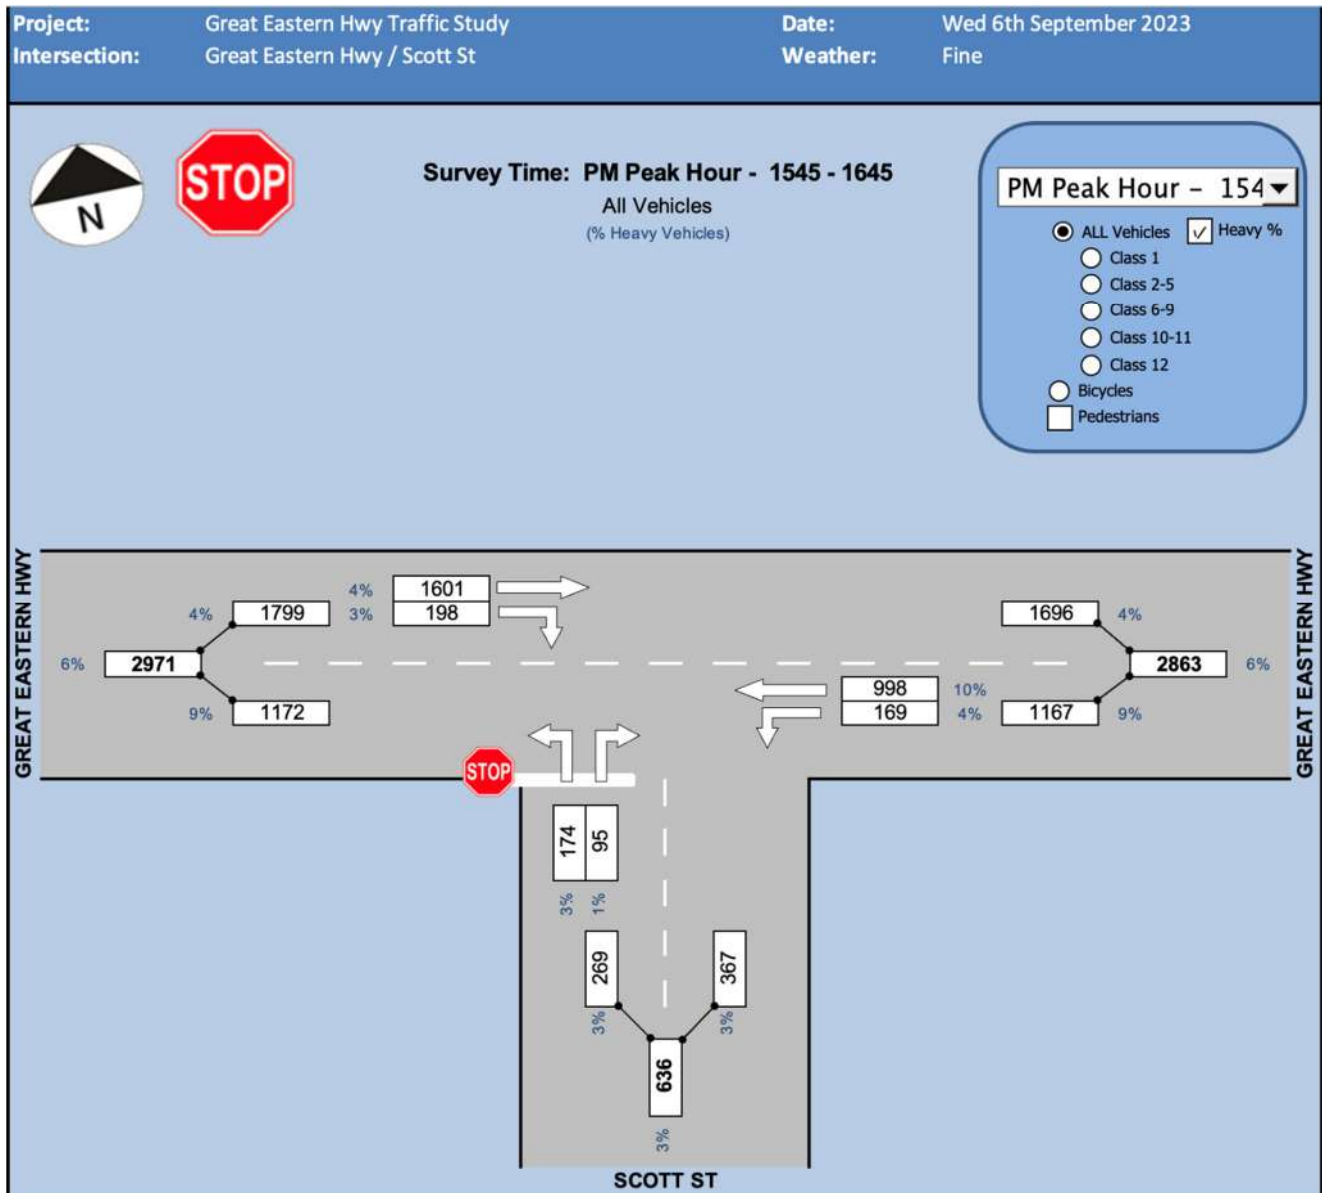 Project: Great Eastern Hwy Traffic Study Date: Wed 6th September 2023
Intersection: Great Eastern Hwy / Scott St Weather: Fine
N
STOP
Survey Time: PM Peak Hour - 1545 - 1645
All Vehicles
(% Heavy Vehicles)
PM Peak Hour - 154
ALL Vehicles Heavy %
Class 1
Class 2-5
Class 6-9
Class 10-11
Class 12
Bicycles
Pedestrians
GREAT EASTERN HWY
4% 1601
4% 1799 3% 198
6% 2971
9% 1172
1696 4%
2863 6%
998 10%
169 4% 1167 9%
GREAT EASTERN HWY
STOP
174 95
3% 1%
269 367
3% 3%
636
3%
SCOTT ST